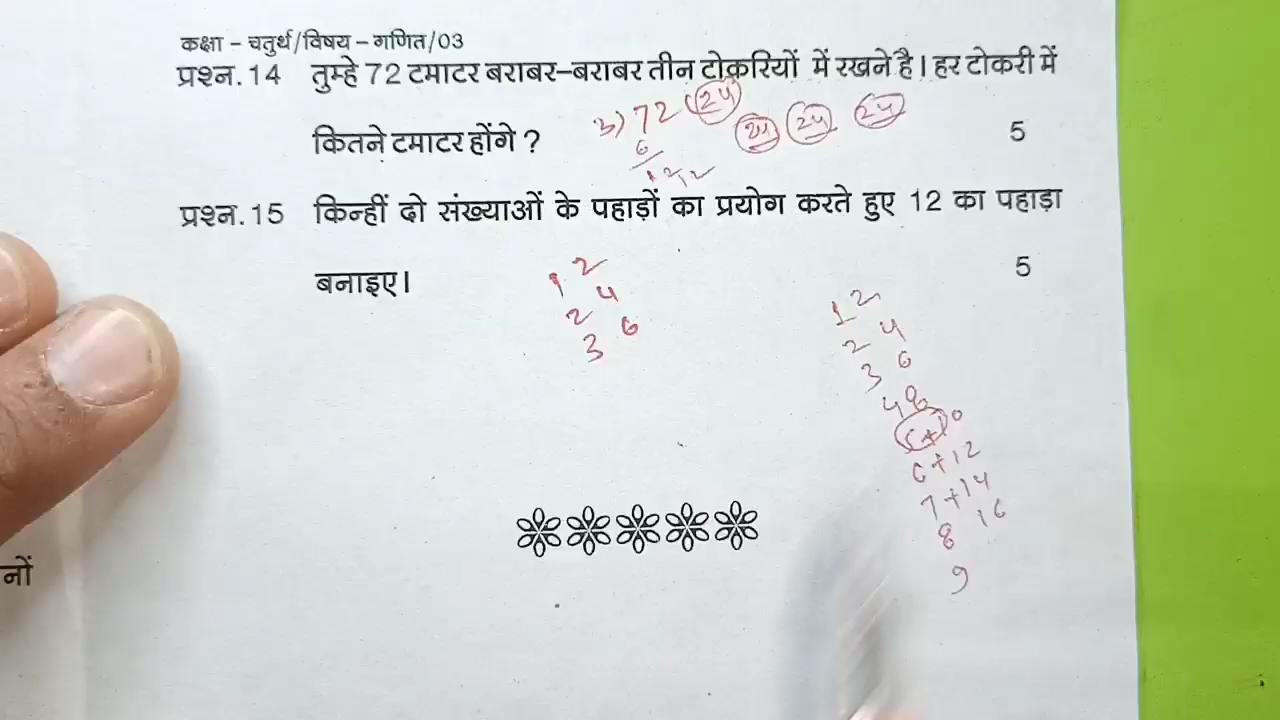 कक्षा – चतुर्थ/विषय – गणित/03
प्रश्न.14 तुम्हे 72 टमाटर बराबर–बराबर तीन टोकरियों में रखने है। हर टोकरी में
3) 72 (24
24 24 24
कितने टमाटर होंगे ? 5
6
12 12
प्रश्न.15 किन्हीं दो संख्याओं के पहाड़ों का प्रयोग करते हुए 12 का पहाड़ा
बनाइए। 5
1 2
2 4
3 6
1 2
2 4
3 6
4 8
6+12
7+14
8 16
9
नों